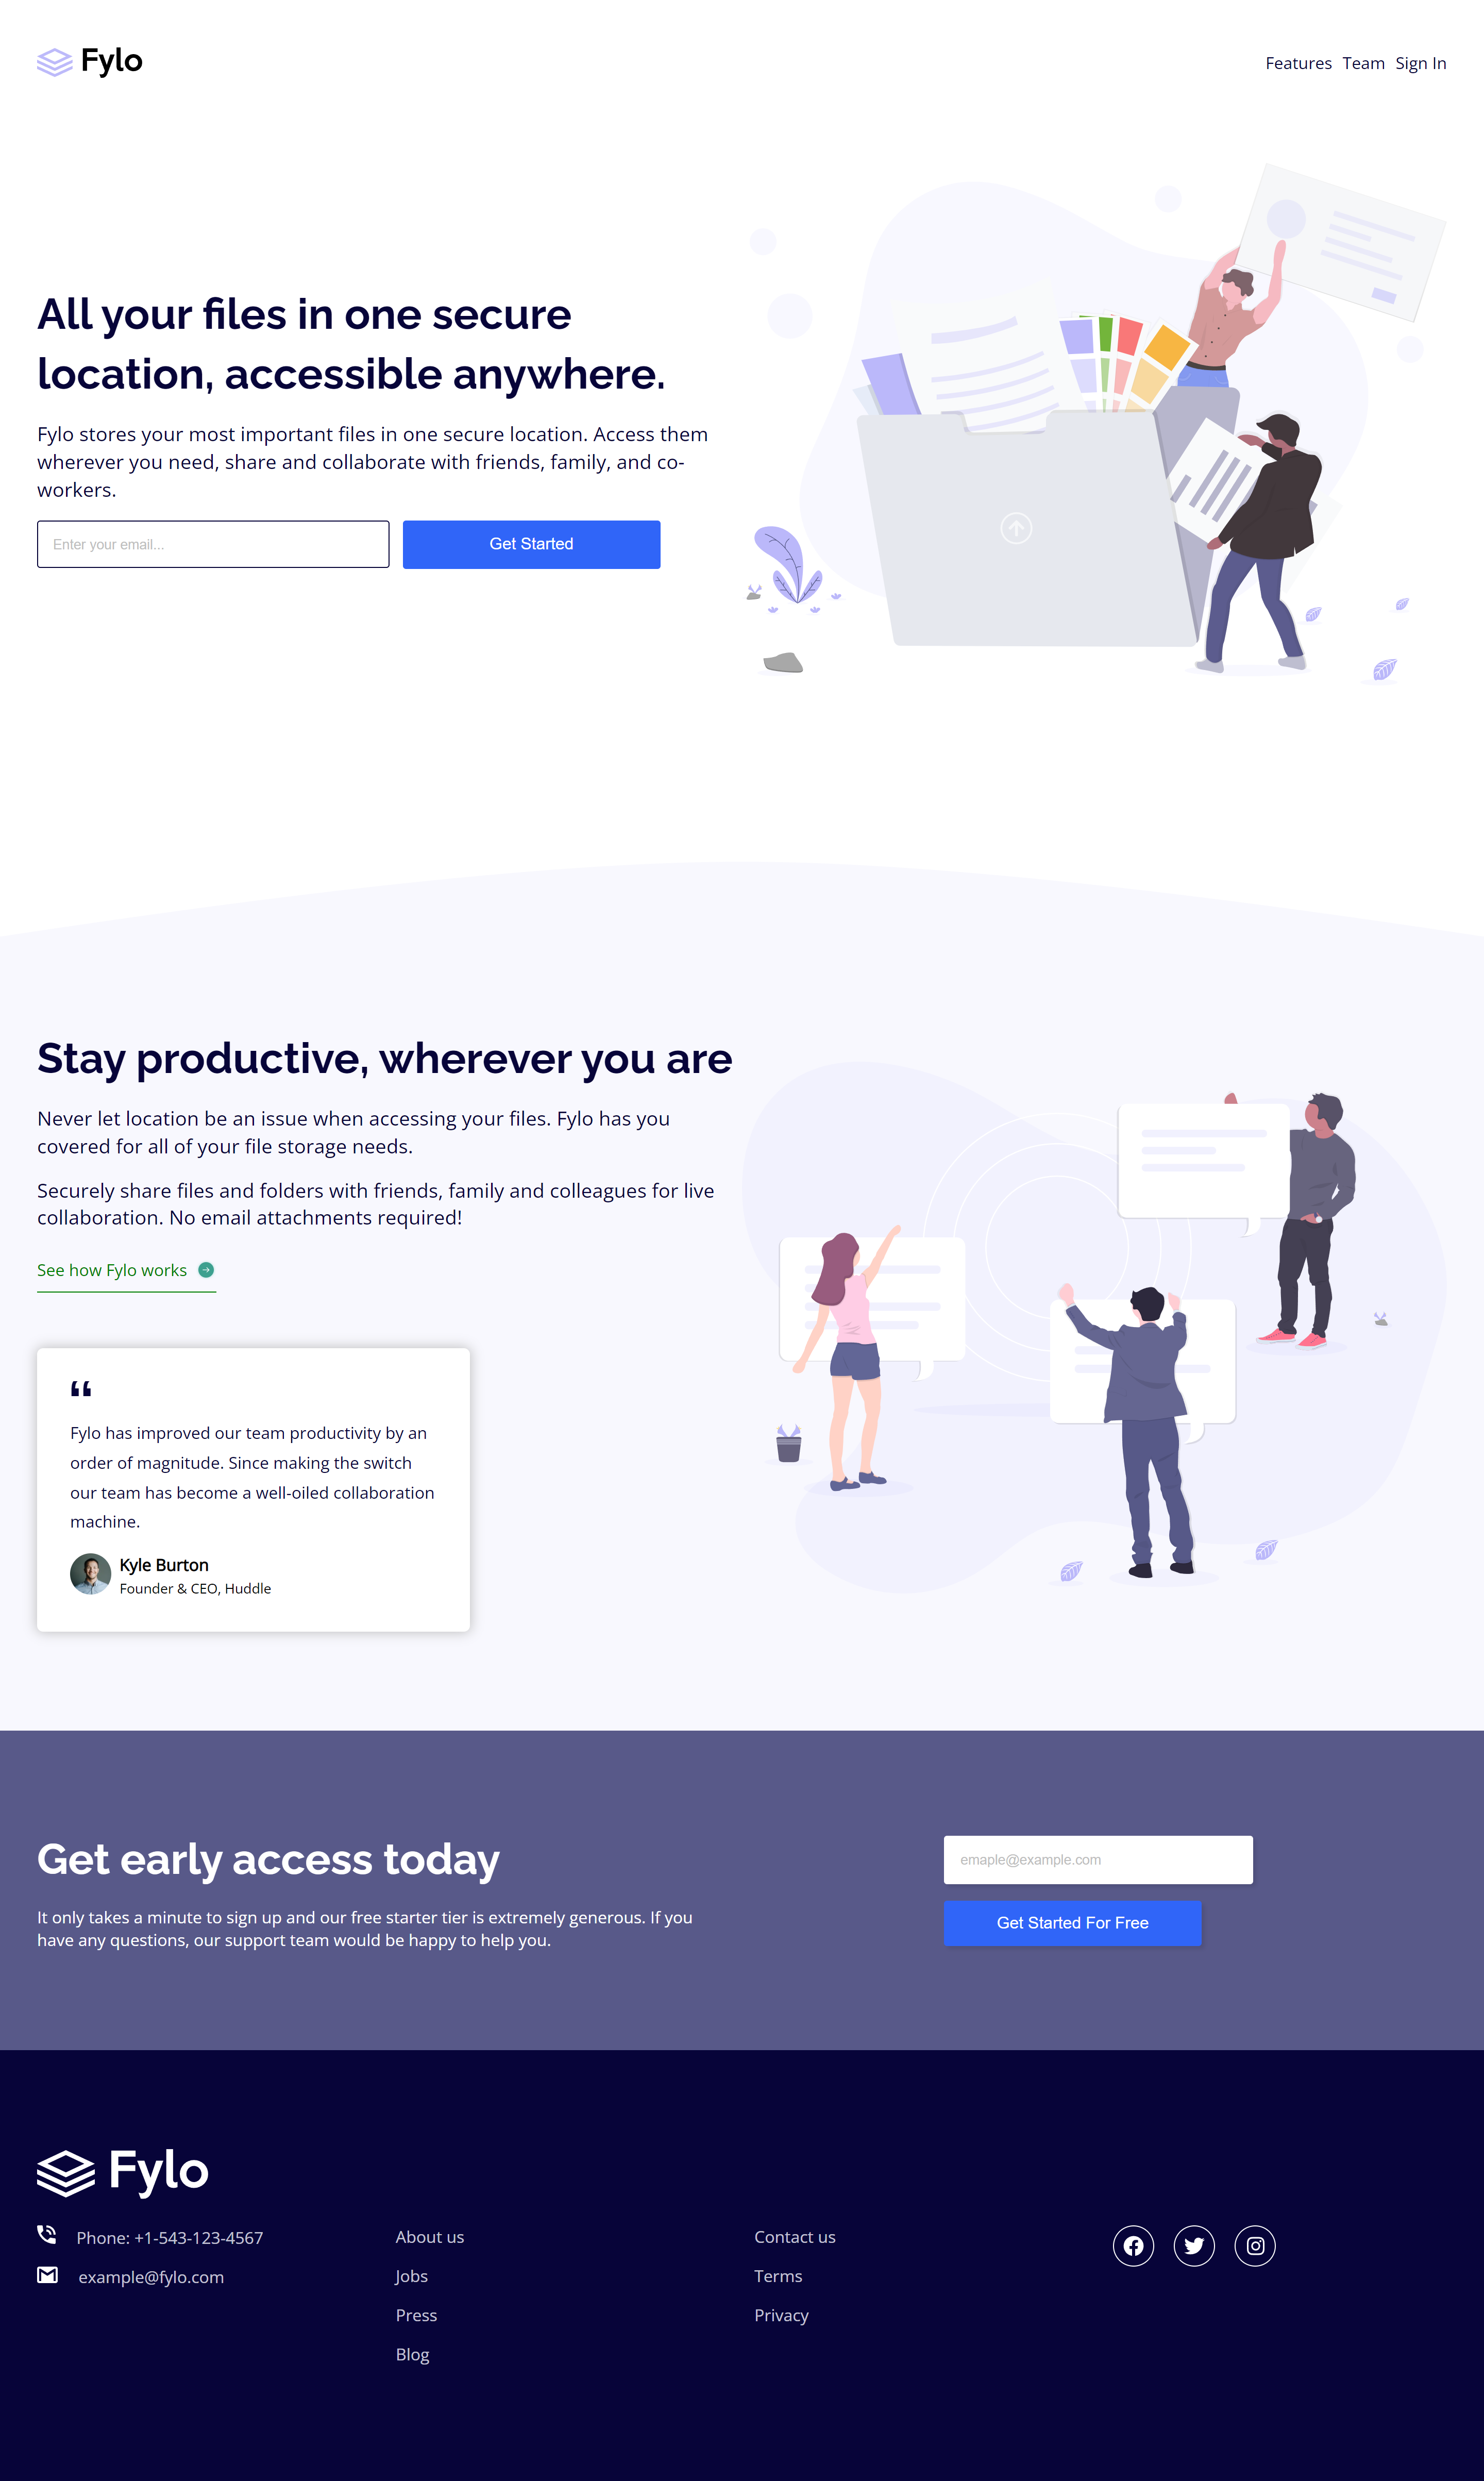 Fylo
Features Team Sign In
All your files in one secure
location, accessible anywhere.
Fylo stores your most important files in one secure location. Access them
wherever you need, share and collaborate with friends, family, and co-
workers.
Enter your email...
Get Started
Stay productive, wherever you are
Never let location be an issue when accessing your files. Fylo has you
covered for all of your file storage needs.
Securely share files and folders with friends, family and colleagues for live
collaboration. No email attachments required!
See how Fylo works
“
Fylo has improved our team productivity by an
order of magnitude. Since making the switch
our team has become a well-oiled collaboration
machine.
Kyle Burton
Founder & CEO, Huddle
Get early access today
It only takes a minute to sign up and our free starter tier is extremely generous. If you
have any questions, our support team would be happy to help you.
emaple@example.com
Get Started For Free
Fylo
Phone: +1-543-123-4567
example@fylo.com
About us
Jobs
Press
Blog
Contact us
Terms
Privacy